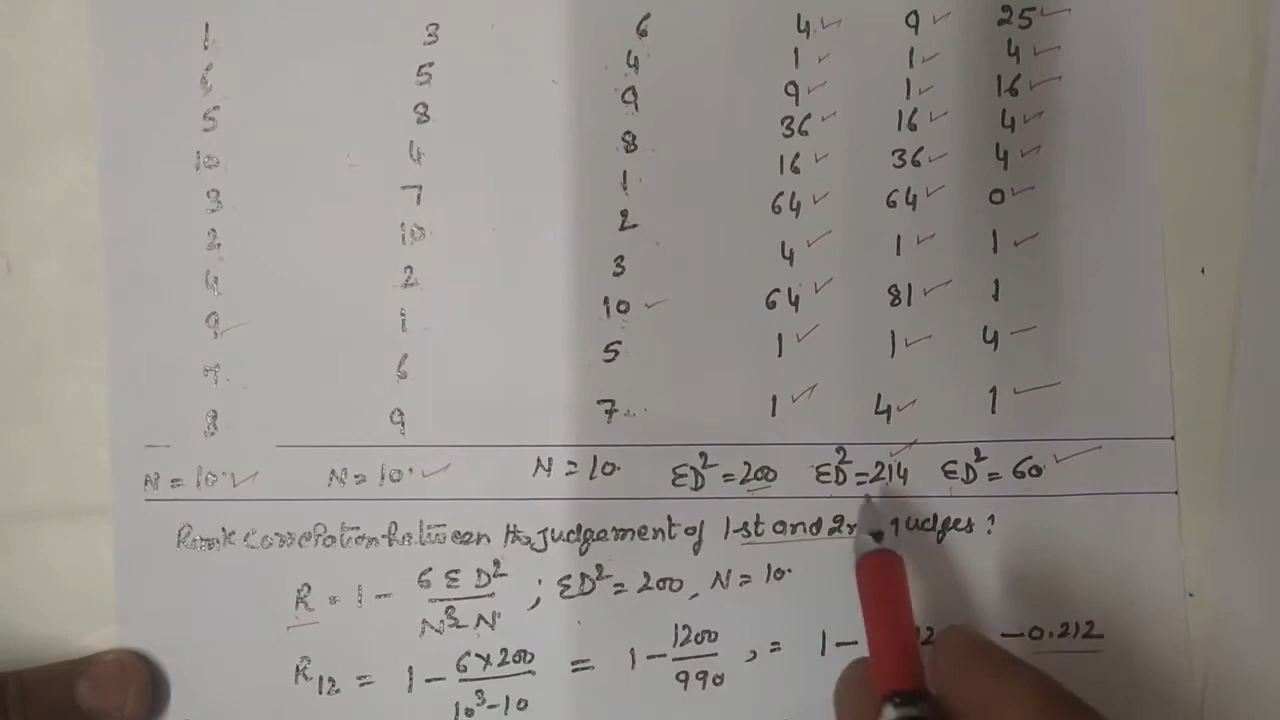 1 3 6 4 9 25
6 5 4 1 1 4
5 8 9 9 1 16
10 4 8 36 16 4
3 7 1 16 36 4
2 10 2 64 64 0
4 2 3 4 1 1
9 1 10 64 81 1
7 6 5 1 1 4
8 9 7 1 4 1
N = 10. N = 10. N = 10. ΣD² = 200 ΣD² = 214 ΣD² = 60
Rank correlation between the judgement of 1st and judges:
R = 1 - 6 Σ D² / N³ - N ; ΣD² = 200, N = 10.
R₁₂ = 1 - 6×200 / 10³-10 = 1 - 1200 / 990 , = 1 - -0.212